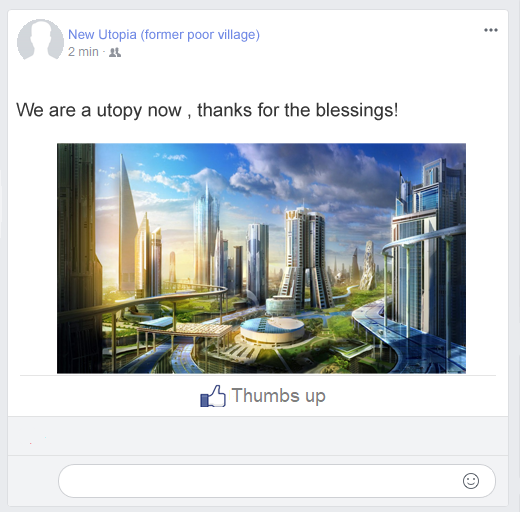 New Utopia (former poor village)
2 min ·
We are a utopy now , thanks for the blessings!
Thumbs up